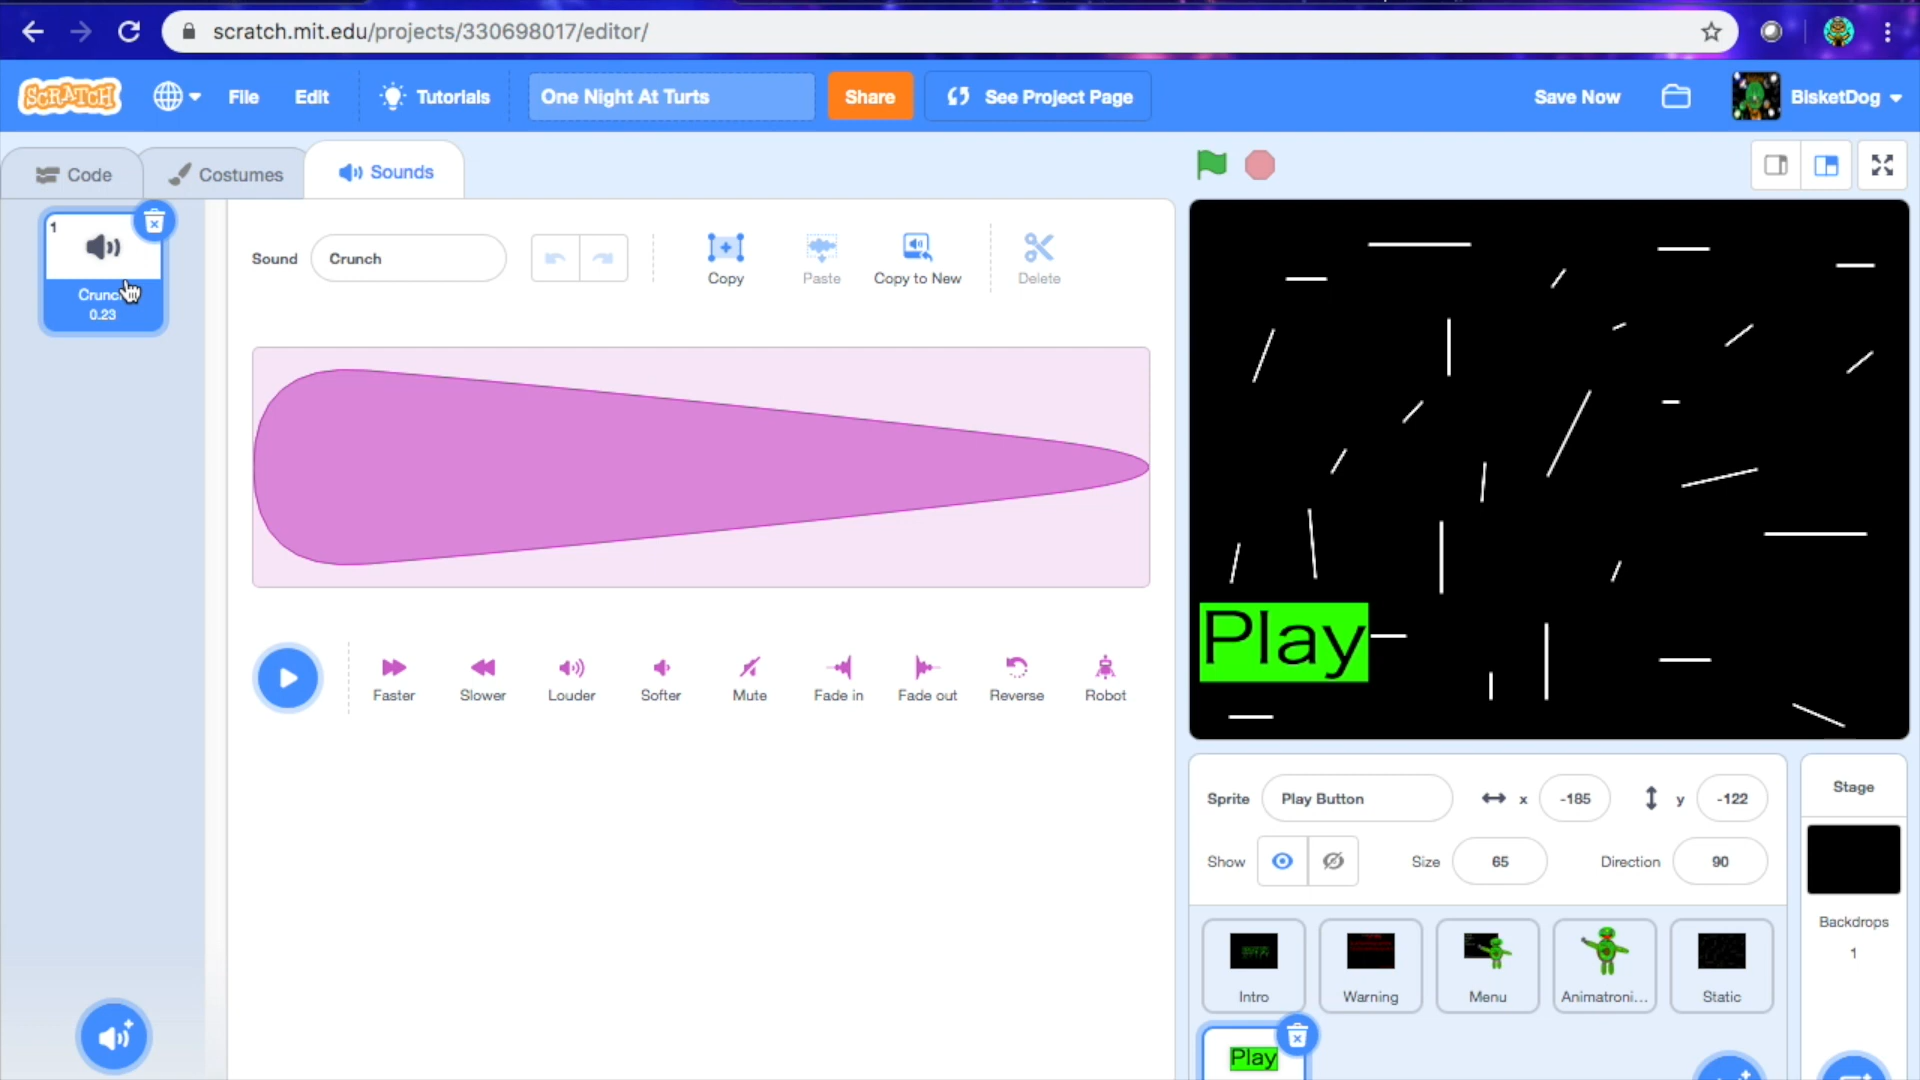 scratch.mit.edu/projects/330698017/editor/
SCRATCH
File
Edit
Tutorials
One Night At Turts
Share
See Project Page
Save Now
BIsketDog
Code
Costumes
Sounds
1
Crunch
0.23
Sound
Crunch
Copy
Paste
Copy to New
Delete
Faster
Slower
Louder
Softer
Mute
Fade in
Fade out
Reverse
Robot
Play
Sprite
Play Button
x
-185
y
-122
Show
Size
65
Direction
90
Stage
Backdrops
1
Intro
Warning
Menu
Animatroni...
Static
Play